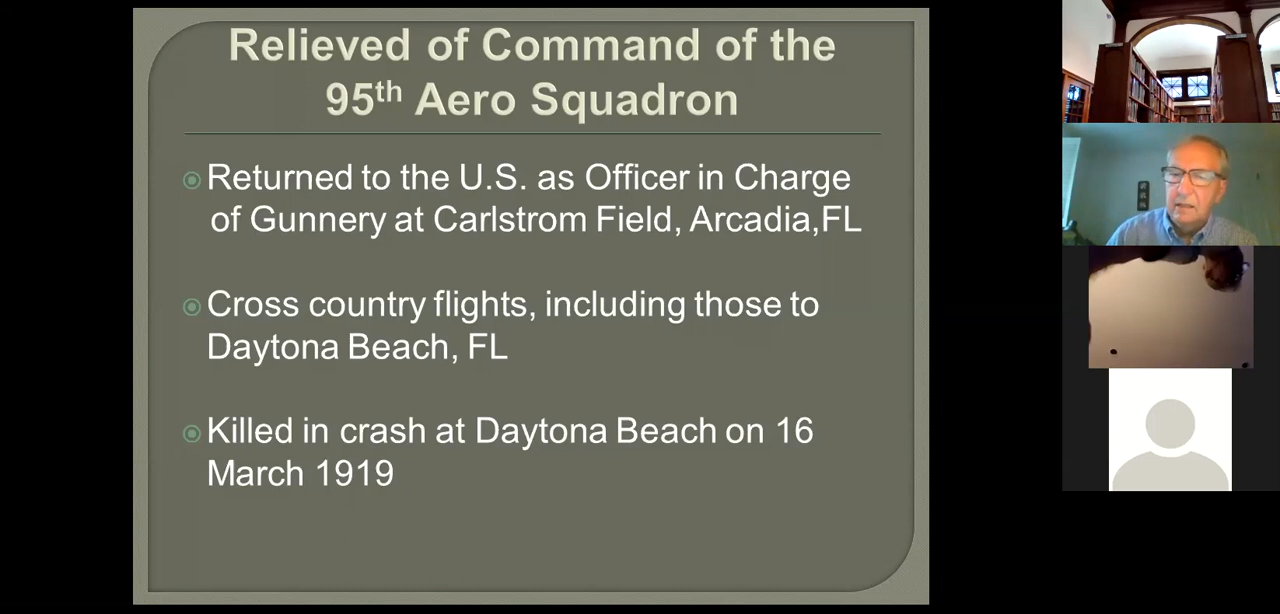 Relieved of Command of the
95th Aero Squadron
Returned to the U.S. as Officer in Charge
of Gunnery at Carlstrom Field, Arcadia,FL
Cross country flights, including those to
Daytona Beach, FL
Killed in crash at Daytona Beach on 16
March 1919